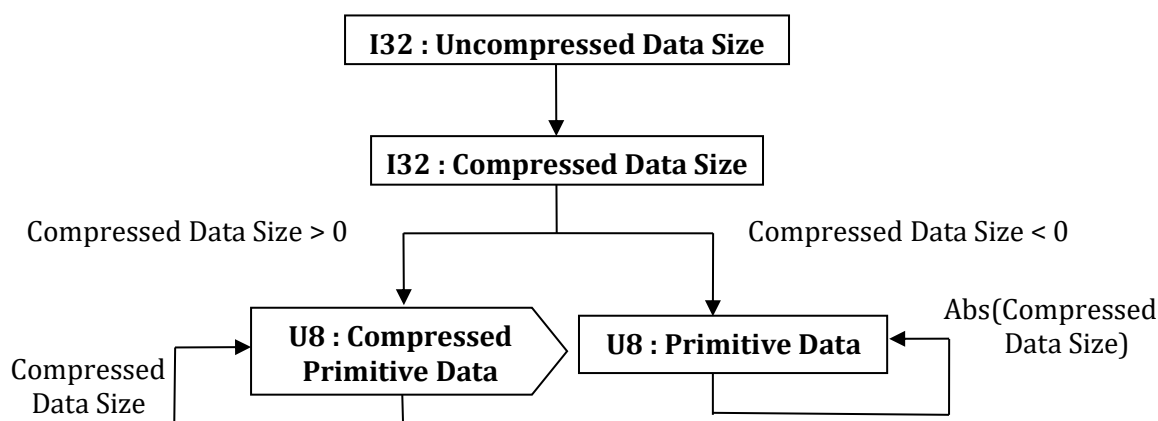 I32 : Uncompressed Data Size
I32 : Compressed Data Size
Compressed Data Size > 0
Compressed Data Size < 0
U8 : Compressed
Primitive Data
U8 : Primitive Data
Abs(Compressed
Data Size)
Compressed
Data Size